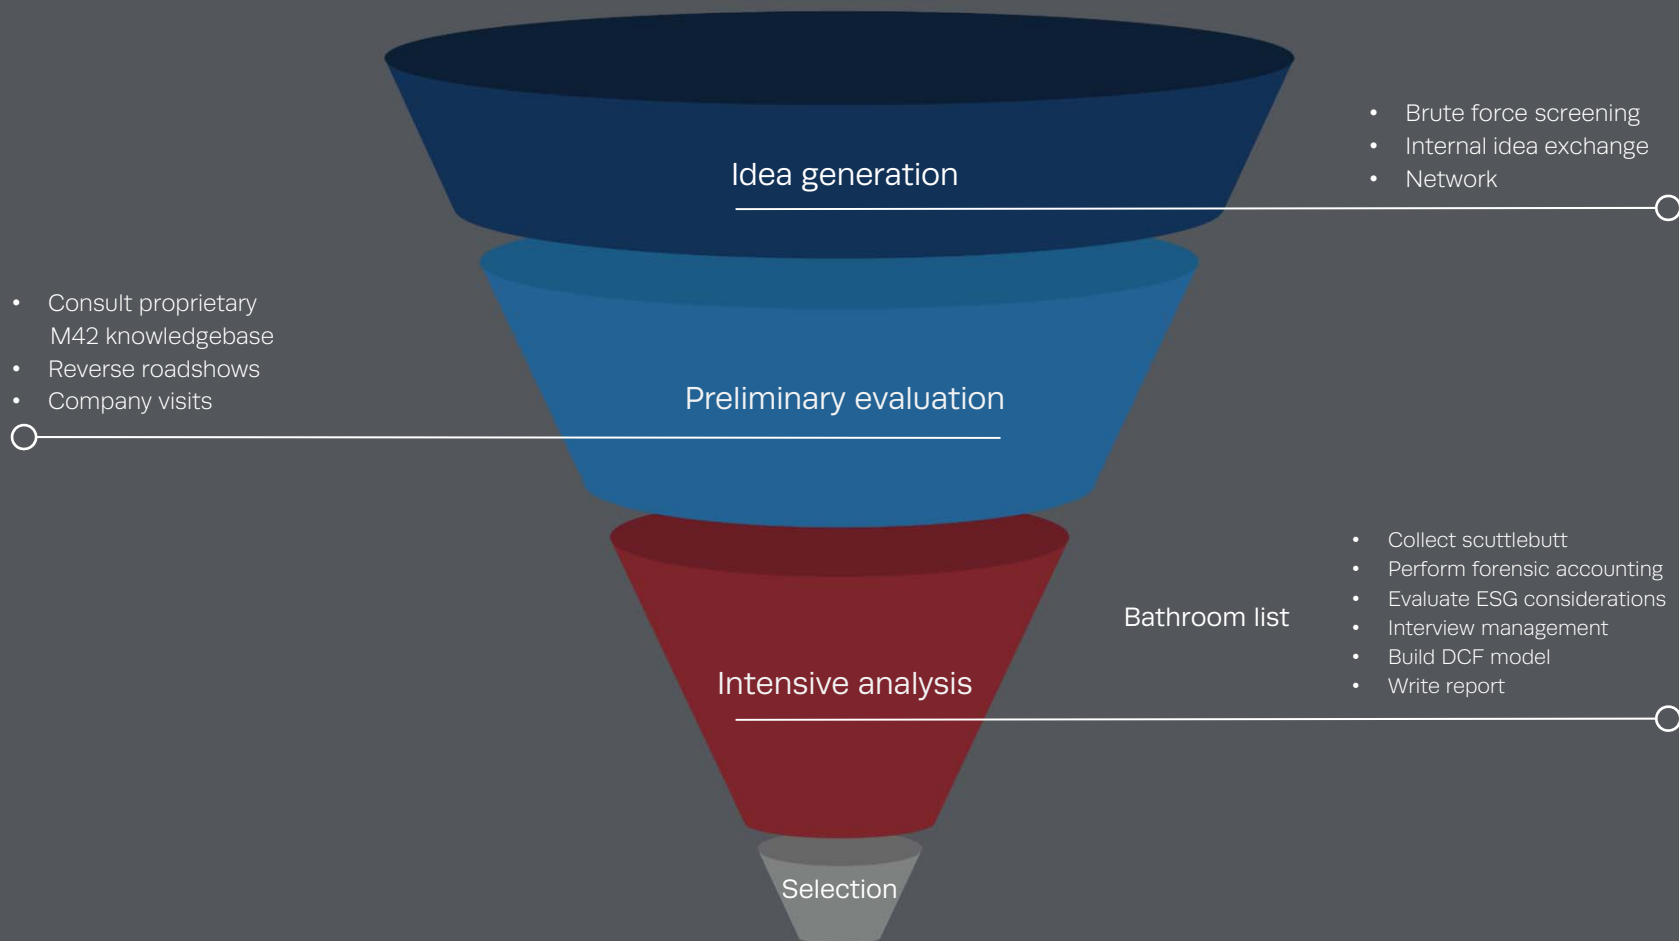 Idea generation
• Brute force screening
• Internal idea exchange
• Network
• Consult proprietary
M42 knowledgebase
• Reverse roadshows
• Company visits
Preliminary evaluation
Intensive analysis
Bathroom list
• Collect scuttlebutt
• Perform forensic accounting
• Evaluate ESG considerations
• Interview management
• Build DCF model
• Write report
Selection